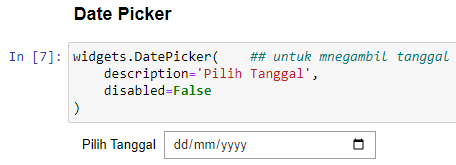 Date Picker
In [7]: widgets.DatePicker(    ## untuk mnegambil tanggal
    description='Pilih Tanggal',
    disabled=False
)
Pilih Tanggal dd/mm/yyyy